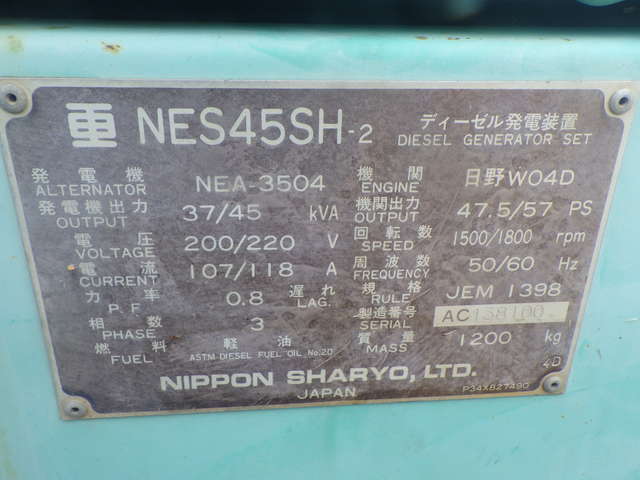 NES45SH-2 ディーゼル発電装置
DIESEL GENERATOR SET
発電機 NEA-3504 機関 日野W04D
ALTERNATOR ENGINE
発電機出力 37/45 kVA 機関出力 47.5/57 PS
OUTPUT OUTPUT
電圧 200/220 V 回転数 1500/1800 rpm
VOLTAGE SPEED
電流 107/118 A 周波数 50/60 Hz
CURRENT FREQUENCY
力率 0.8 遅れ 規格 JEM 1398
P.F. LAG. RULE
相数 3 製造番号 AC138100
PHASE SERIAL
燃料 軽油 質量 1200 kg
FUEL ASTM DIESEL FUEL OIL No.2D MASS
4D
NIPPON SHARYO, LTD.
JAPAN
P34X827490